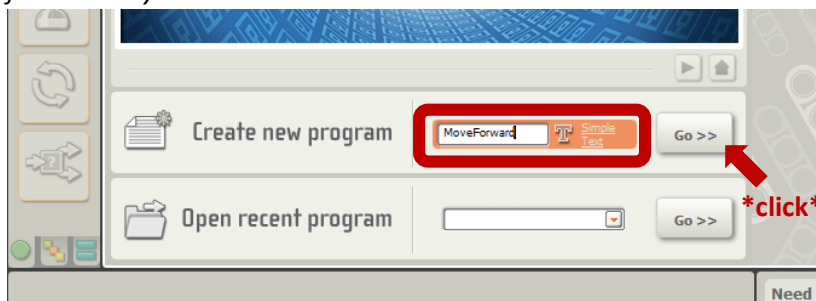 Create new program
MoveForward
Simple
Text
Go >>
*click*
Open recent program
Go >>
Need